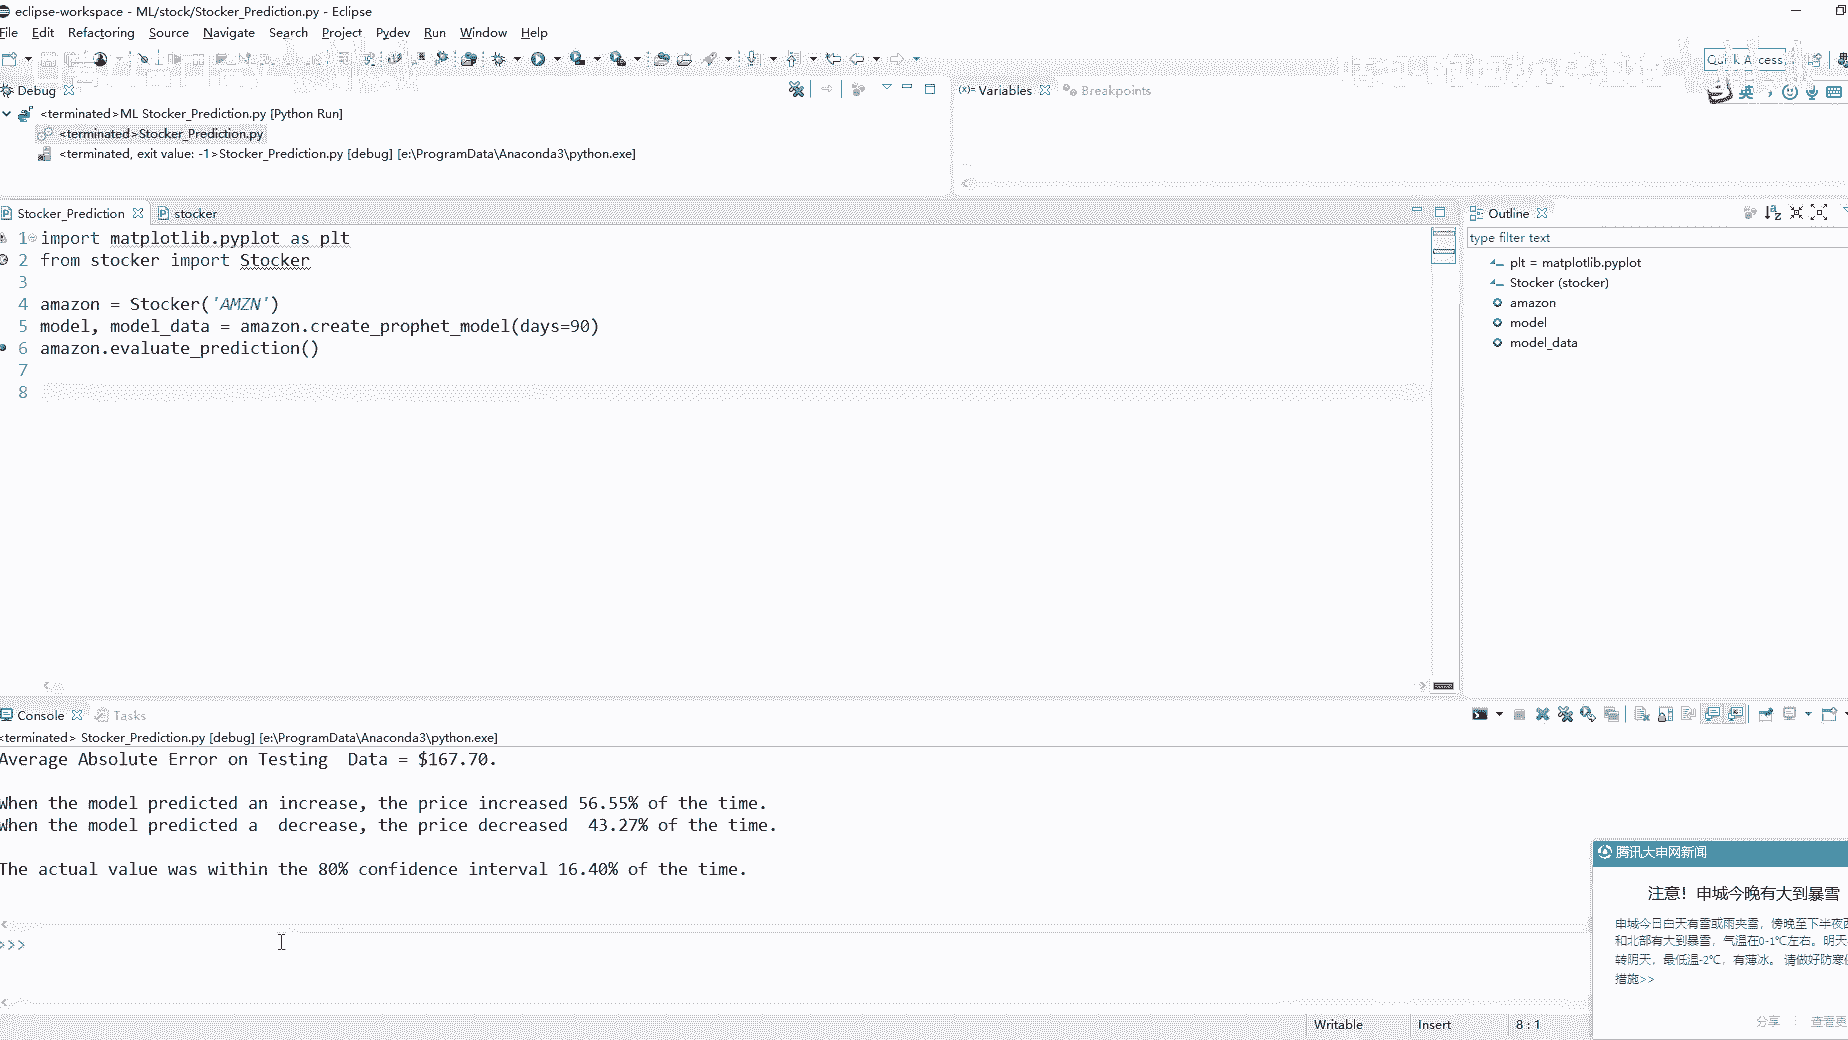 eclipse-workspace - ML/stock/Stocker_Prediction.py - Eclipse
File Edit Refactoring Source Navigate Search Project Pydev Run Window Help
Quick Access
Debug
<terminated>ML Stocker_Prediction.py [Python Run]
<terminated>Stocker_Prediction.py
<terminated, exit value: -1>Stocker_Prediction.py [debug] [e:\ProgramData\Anaconda3\python.exe]
(x)= Variables Breakpoints
英
Stocker_Prediction stocker
1 import matplotlib.pyplot as plt
2 from stocker import Stocker
3
4 amazon = Stocker('AMZN')
5 model, model_data = amazon.create_prophet_model(days=90)
6 amazon.evaluate_prediction()
7
8
Outline
type filter text
plt = matplotlib.pyplot
Stocker (stocker)
amazon
model
model_data
Console Tasks
<terminated> Stocker_Prediction.py [debug] [e:\ProgramData\Anaconda3\python.exe]
Average Absolute Error on Testing  Data = $167.70.
When the model predicted an increase, the price increased 56.55% of the time.
When the model predicted a  decrease, the price decreased  43.27% of the time.
The actual value was within the 80% confidence interval 16.40% of the time.
>>>
腾讯大申网新闻
注意！申城今晚有大到暴雪
申城今日白天有雪或雨夹雪，傍晚至下半夜
和北部有大到暴雪，气温在0-1℃左右。明天
转阴天，最低温-2℃，有薄冰。 请做好防寒
措施>>
分享 查看更
Writable Insert 8 : 1